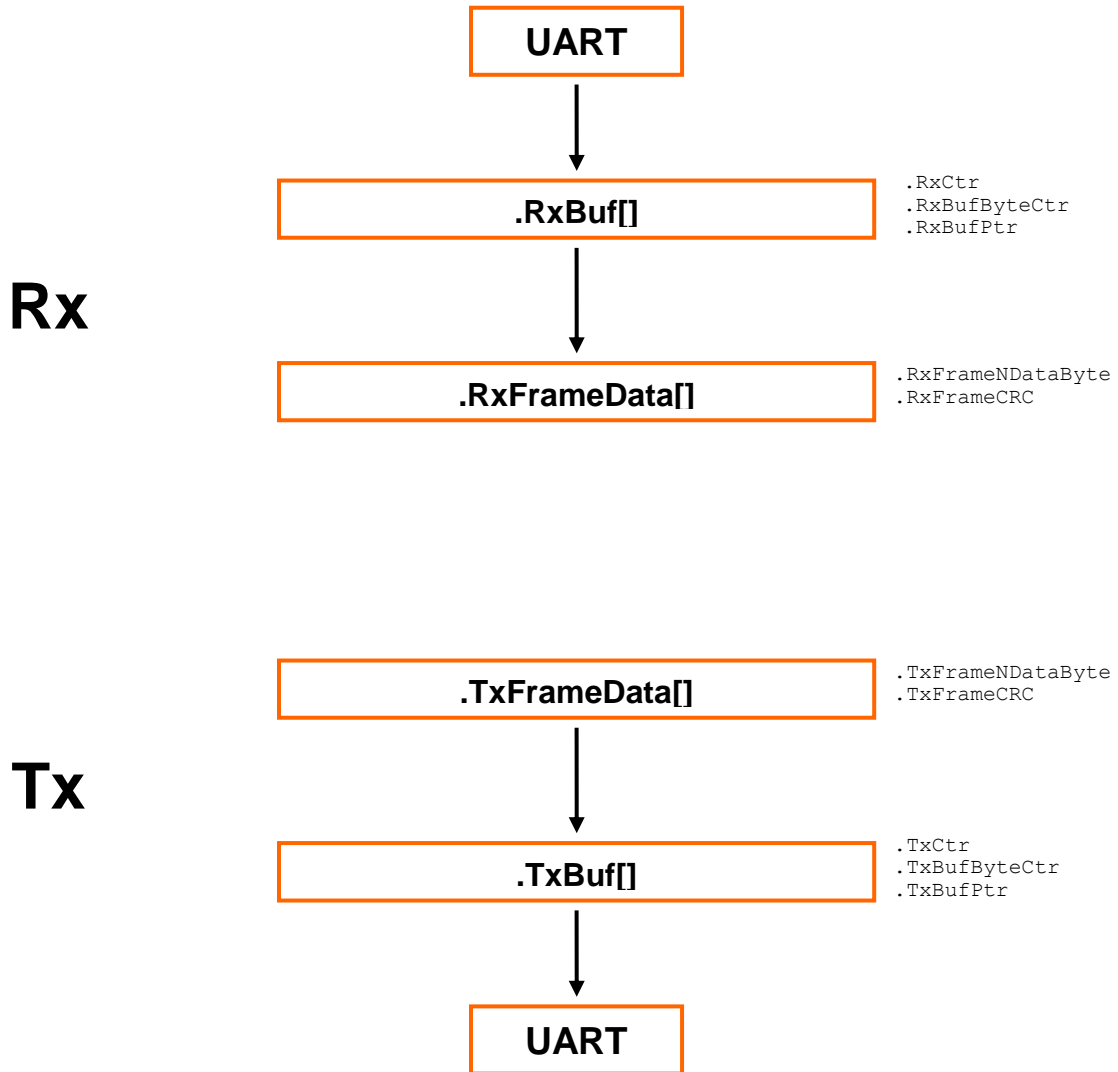 UART
.RxBuf[]
.RxCtr
.RxBufByteCtr
.RxBufPtr
Rx
.RxFrameData[]
.RxFrameNDataByte
.RxFrameCRC
.TxFrameData[]
.TxFrameNDataByte
.TxFrameCRC
Tx
.TxBuf[]
.TxCtr
.TxBufByteCtr
.TxBufPtr
UART